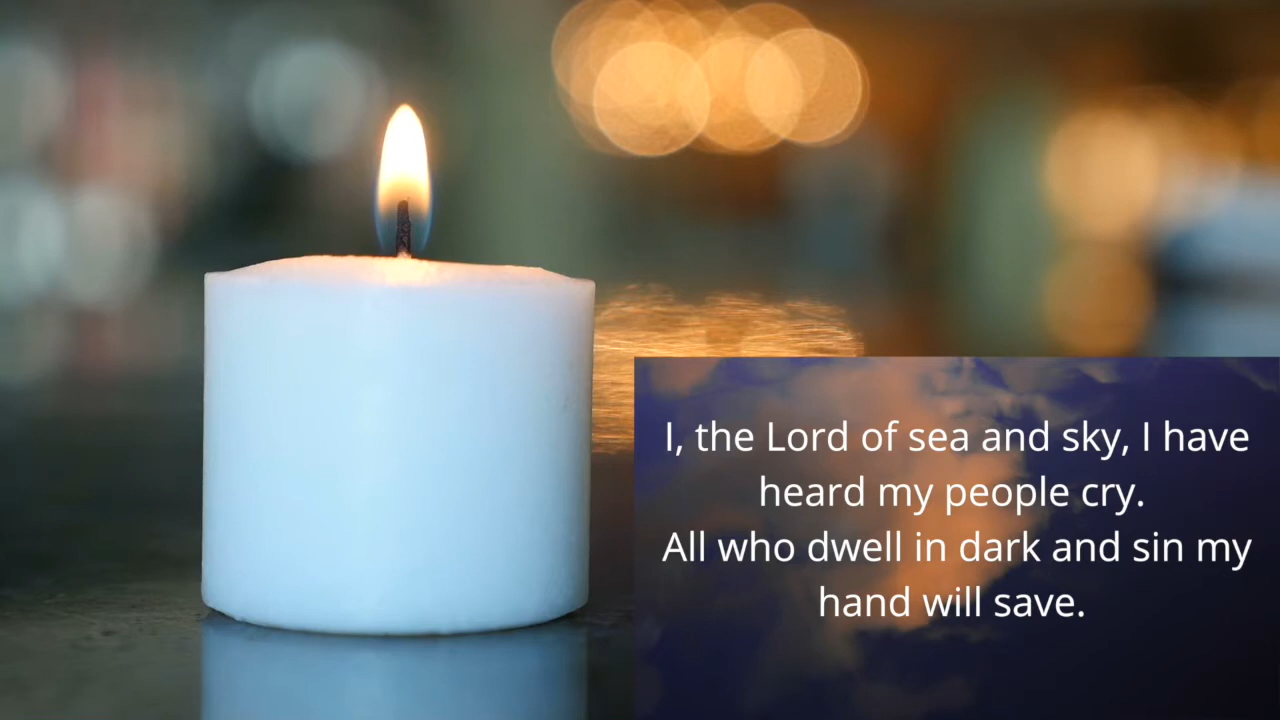 I, the Lord of sea and sky, I have
heard my people cry.
All who dwell in dark and sin my
hand will save.